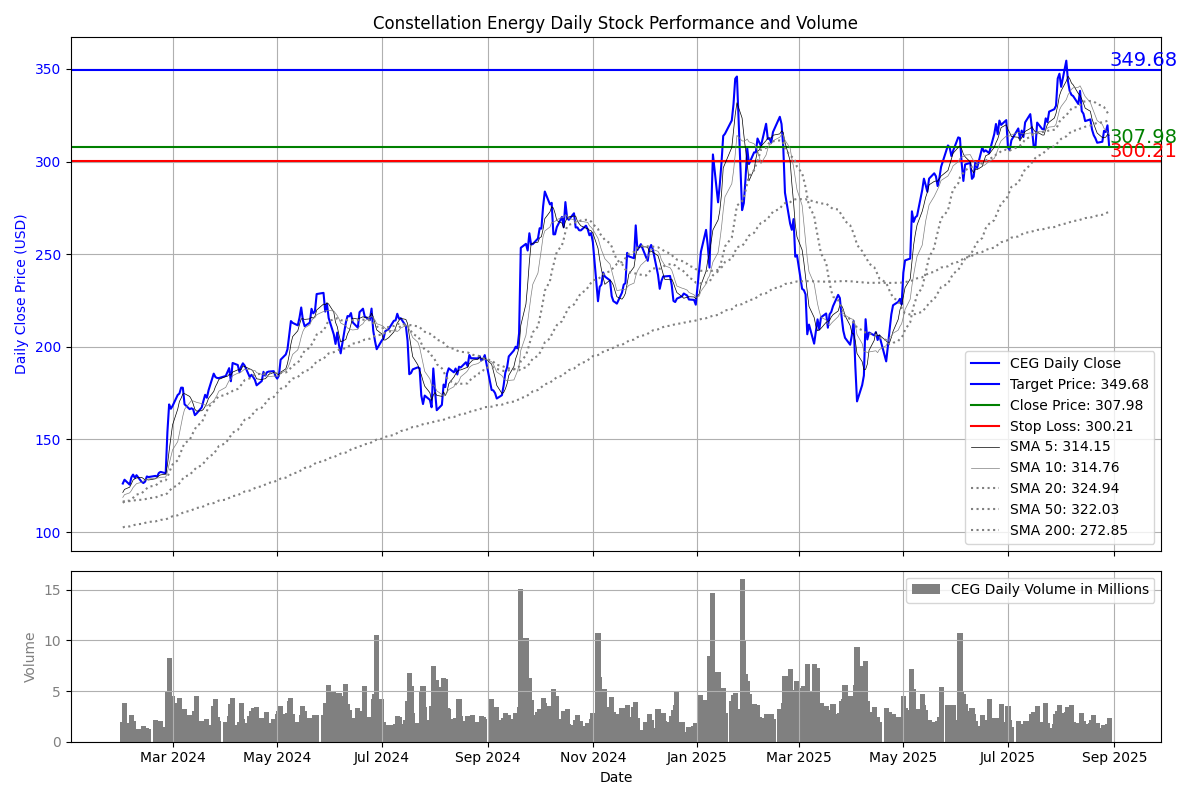 Constellation Energy Daily Stock Performance and Volume
Daily Close Price (USD)
350
300
250
200
150
100
349.68
307.98
300.21
CEG Daily Close
Target Price: 349.68
Close Price: 307.98
Stop Loss: 300.21
SMA 5: 314.15
SMA 10: 314.76
SMA 20: 324.94
SMA 50: 322.03
SMA 200: 272.85
Volume
15
10
5
0
CEG Daily Volume in Millions
Mar 2024 May 2024 Jul 2024 Sep 2024 Nov 2024 Jan 2025 Mar 2025 May 2025 Jul 2025 Sep 2025
Date